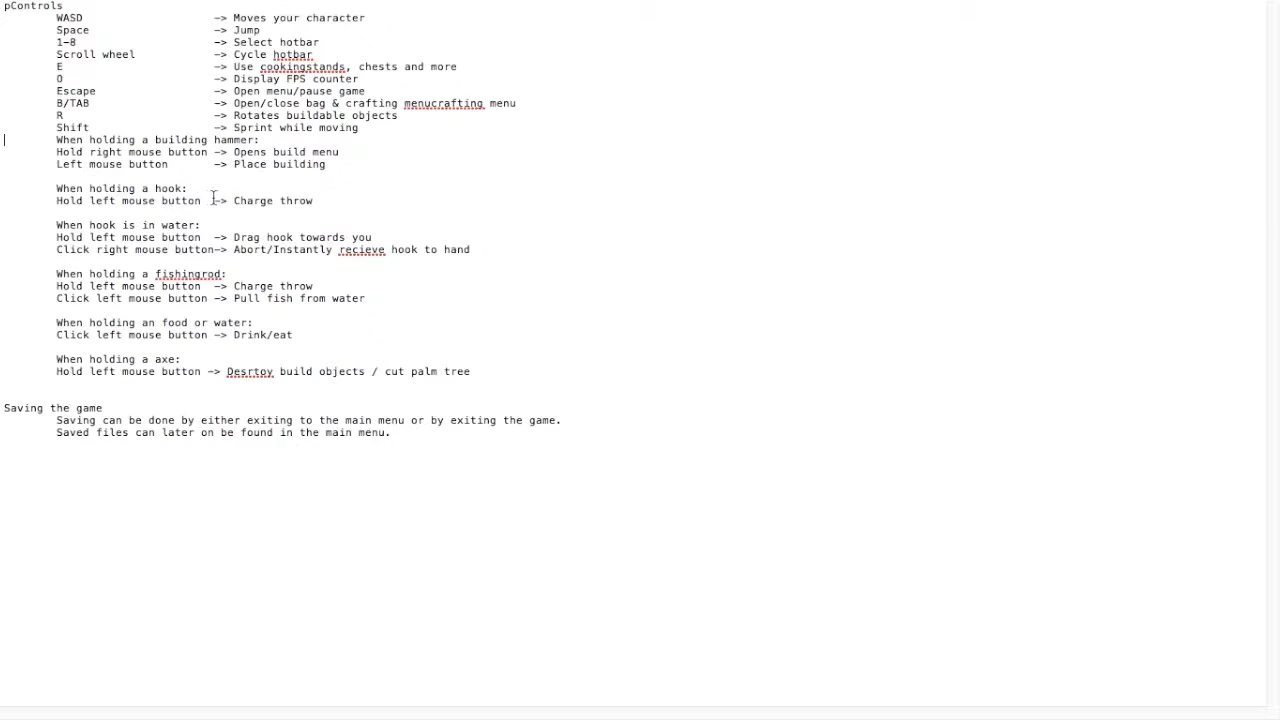 pControls
WASD -> Moves your character
Space -> Jump
1-8 -> Select hotbar
Scroll wheel -> Cycle hotbar
E -> Use cookingstands, chests and more
O -> Display FPS counter
Escape -> Open menu/pause game
B/TAB -> Open/close bag & crafting menucrafting menu
R -> Rotates buildable objects
Shift -> Sprint while moving
When holding a building hammer:
Hold right mouse button -> Opens build menu
Left mouse button -> Place building
When holding a hook:
Hold left mouse button -> Charge throw
When hook is in water:
Hold left mouse button -> Drag hook towards you
Click right mouse button-> Abort/Instantly recieve hook to hand
When holding a fishingrod:
Hold left mouse button -> Charge throw
Click left mouse button -> Pull fish from water
When holding an food or water:
Click left mouse button -> Drink/eat
When holding a axe:
Hold left mouse button -> Desrtoy build objects / cut palm tree
Saving the game
Saving can be done by either exiting to the main menu or by exiting the game.
Saved files can later on be found in the main menu.